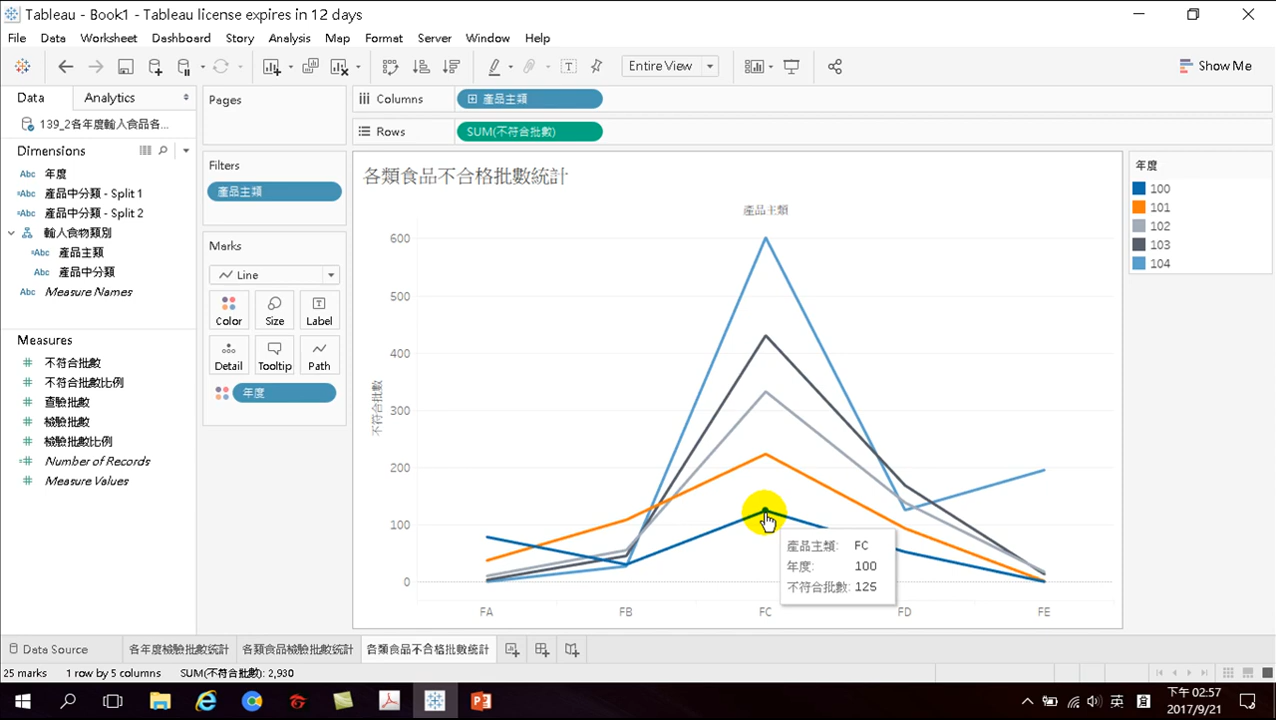 Tableau - Book1 - Tableau license expires in 12 days
File Data Worksheet Dashboard Story Analysis Map Format Server Window Help
Entire View
Show Me
Data Analytics
139_2各年度輸入食品各...
Dimensions
Abc 年度
Abc 產品中分類 - Split 1
Abc 產品中分類 - Split 2
輸入食物類別
Abc 產品主類
Abc 產品中分類
Abc Measure Names
Measures
不符合批數
不符合批數比例
查驗批數
檢驗批數
檢驗批數比例
Number of Records
Measure Values
Pages
Filters
產品主類
Marks
Line
Color Size Label
Detail Tooltip Path
年度
Columns 產品主類
Rows SUM(不符合批數)
各類食品不合格批數統計
產品主類
不符合批數
600
500
400
300
200
100
0
FA FB FC FD FE
產品主類: FC
年度: 100
不符合批數: 125
年度
100
101
102
103
104
Data Source 各年度檢驗批數統計 各類食品檢驗批數統計 各類食品不合格批數統計
25 marks 1 row by 5 columns SUM(不符合批數): 2,930
英
下午 02:57
2017/9/21